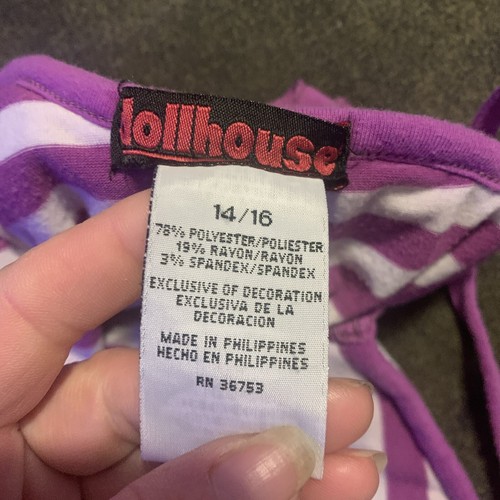 dollhouse
14/16
78% POLYESTER/POLIESTER
19% RAYON/RAYON
3% SPANDEX/SPANDEX
EXCLUSIVE OF DECORATION
EXCLUSIVA DE LA
DECORACION
MADE IN PHILIPPINES
HECHO EN PHILIPPINES
RN 36753